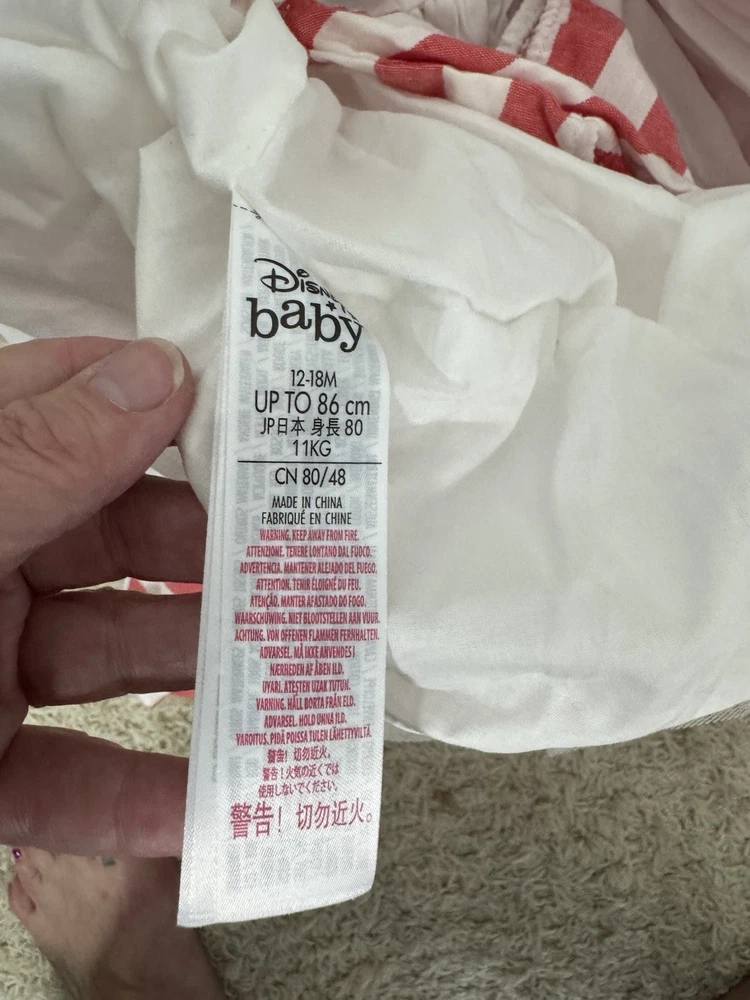 Disney
baby
12-18M
UP TO 86 cm
JP日本 身長 80
11KG
CN 80/48
MADE IN CHINA
FABRIQUÉ EN CHINE
WARNING. KEEP AWAY FROM FIRE.
ATTENZIONE. TENERE LONTANO DAL FUOCO.
ADVERTENCIA. MANTENER ALEJADO DEL FUEGO.
ATTENTION. TENIR ÉLOIGNÉ DU FEU.
ATENÇÃO. MANTER AFASTADO DO FOGO.
WAARSCHUWING. NIET BLOOTSTELLEN AAN VUUR.
ACHTUNG. VON OFFENEN FLAMMEN FERNHALTEN.
ADVARSEL. MÅ IKKE ANVENDES I
NÆRHEDEN AF ÅBEN ILD.
UYARI. ATEŞTEN UZAK TUTUN.
VARNING. HÅLL BORTA FRÅN ELD.
ADVARSEL. HOLD UNNA ILD.
VAROITUS. PIDÄ POISSA TULEN LÄHETTYVILTÄ.
警告! 切勿近火。
警告！火気の近くでは
使用しないでください。
警告! 切勿近火。